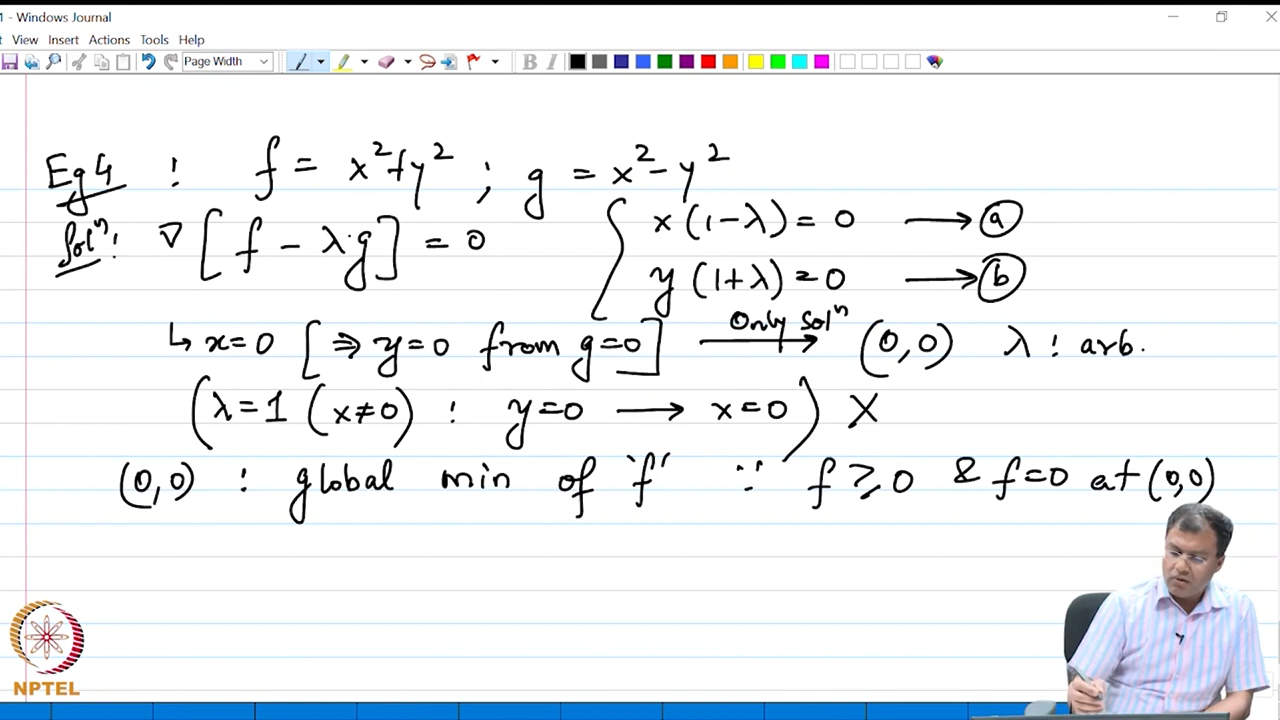 1 - Windows Journal
View Insert Actions Tools Help
Page Width B I
Eg 4 : f = x² + y² ; g = x² - y²
Solⁿ : ∇ [ f - λ·g ] = 0 { x (1 - λ) = 0 → (a)
y (1 + λ) = 0 → (b)
↳ x = 0 [ ⇒ y = 0 from g = 0 ] Only solⁿ → (0,0) λ : arb.
( λ = 1 ( x ≠ 0 ) : y = 0 → x = 0 ) X
(0,0) : global min of 'f' ∵ f ≥ 0 & f = 0 at (0,0)
NPTEL